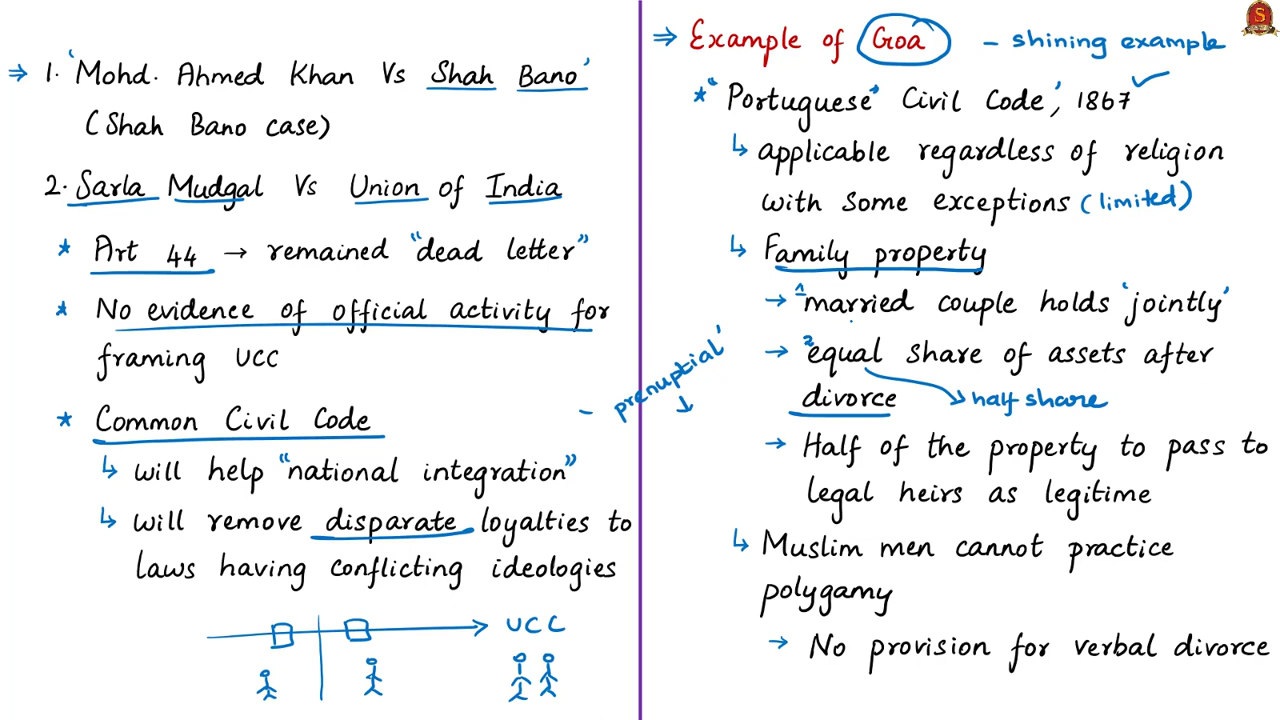 ⇒ 1. 'Mohd. Ahmed Khan Vs Shah Bano'
(Shah Bano case)
2. Sarla Mudgal Vs Union of India
* Art 44 → remained "dead letter"
* No evidence of official activity for
framing UCC
* Common Civil Code
↳ will help "national integration"
↳ will remove disparate loyalties to
laws having conflicting ideologies
UCC
⇒ Example of Goa – shining example
* "Portuguese" Civil Code', 1867 ✓
↳ applicable regardless of religion
with some exceptions (limited)
↳ Family property
→ 1 married couple holds 'jointly'
– prenuptial'
→ 2 equal share of assets after
divorce → half share
→ Half of the property to pass to
legal heirs as legitime
↳ Muslim men cannot practice
polygamy
→ No provision for verbal divorce
S